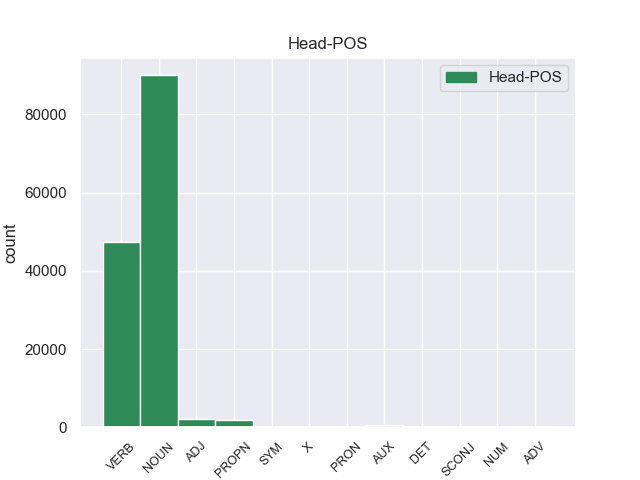 Head-POS
Head-POS
80000
60000
40000
20000
0
count
VERB
NOUN
ADJ
PROPN
SYM
X
PRON
AUX
DET
SCONJ
NUM
ADV